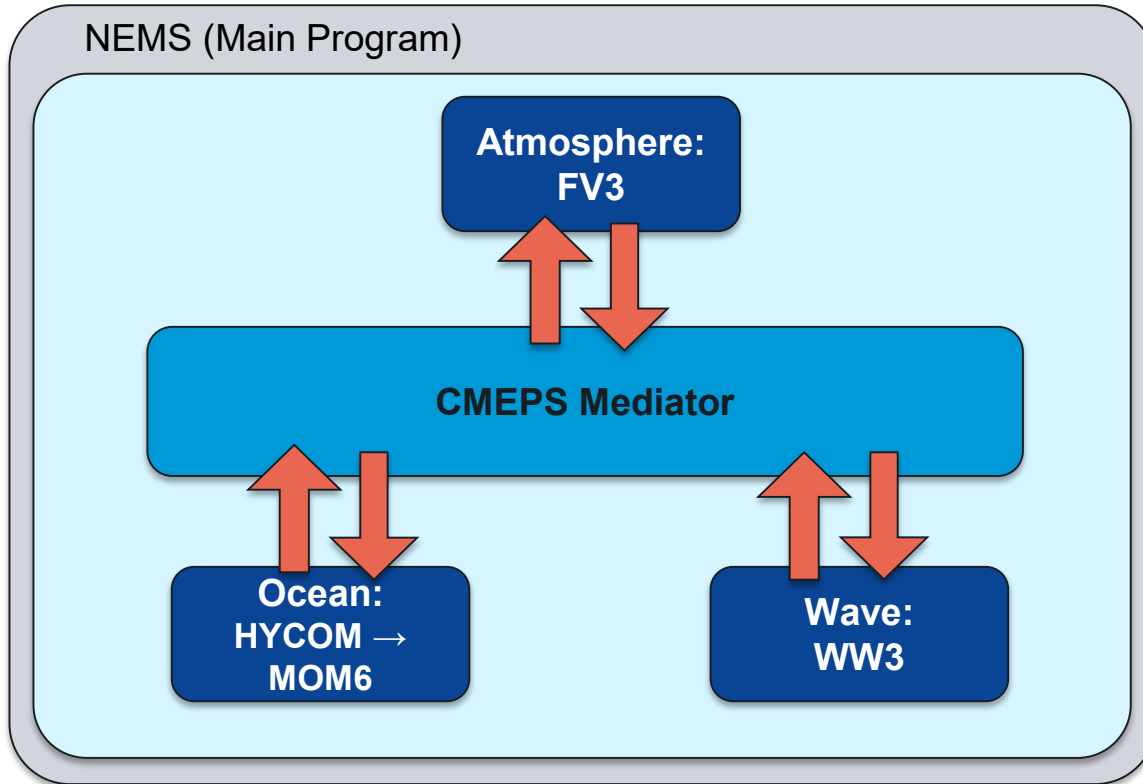 NEMS (Main Program)
Atmosphere:
FV3
CMEPS Mediator
Ocean:
HYCOM →
MOM6
Wave:
WW3